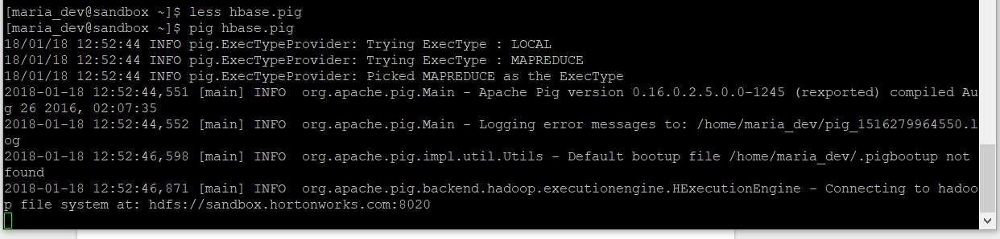 [maria_dev@sandbox ~]$ less hbase.pig
[maria_dev@sandbox ~]$ pig hbase.pig
18/01/18 12:52:44 INFO pig.ExecTypeProvider: Trying ExecType : LOCAL
18/01/18 12:52:44 INFO pig.ExecTypeProvider: Trying ExecType : MAPREDUCE
18/01/18 12:52:44 INFO pig.ExecTypeProvider: Picked MAPREDUCE as the ExecType
2018-01-18 12:52:44,551 [main] INFO  org.apache.pig.Main - Apache Pig version 0.16.0.2.5.0.0-1245 (rexported) compiled Au
g 26 2016, 02:07:35
2018-01-18 12:52:44,552 [main] INFO  org.apache.pig.Main - Logging error messages to: /home/maria_dev/pig_1516279964550.l
og
2018-01-18 12:52:46,598 [main] INFO  org.apache.pig.impl.util.Utils - Default bootup file /home/maria_dev/.pigbootup not
found
2018-01-18 12:52:46,871 [main] INFO  org.apache.pig.backend.hadoop.executionengine.HExecutionEngine - Connecting to hadoo
p file system at: hdfs://sandbox.hortonworks.com:8020